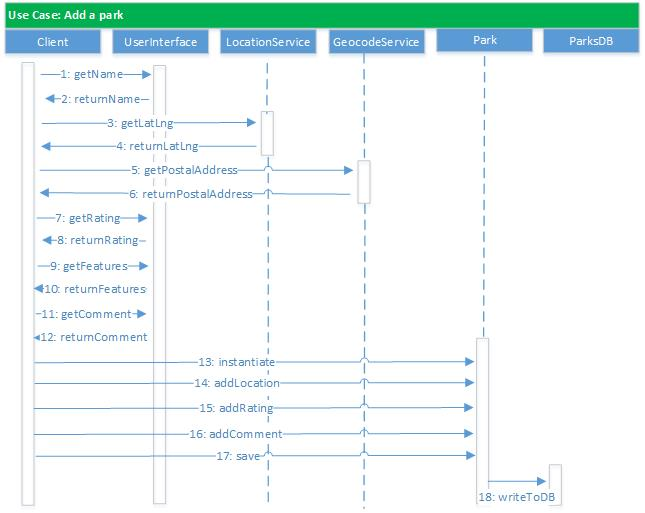 Use Case: Add a park
Client UserInterface LocationService GeocodeService Park ParksDB
1: getName
2: returnName
3: getLatLng
4: returnLatLng
5: getPostalAddress
6: returnPostalAddress
7: getRating
8: returnRating
9: getFeatures
10: returnFeatures
11: getComment
12: returnComment
13: instantiate
14: addLocation
15: addRating
16: addComment
17: save
18: writeToDB